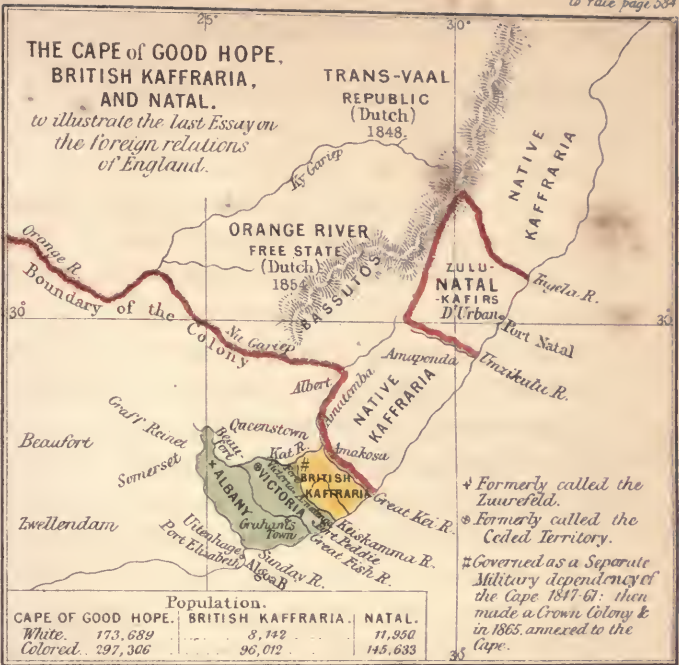 to face page 554
25°
30°
THE CAPE of GOOD HOPE,
BRITISH KAFFRARIA,
AND NATAL.
to illustrate the last Essay on
the foreign relations
of England.
TRANS-VAAL
REPUBLIC
(Dutch)
1848.
Ky Gariep
NATIVE
KAFFRARIA
ORANGE RIVER
FREE STATE
(Dutch)
1854
BASSUTOS
Orange R.
Boundary of the Colony
ZULU-
NATAL
-KAFIRS
D'Urban
Tugela R.
30°
30
Port Natal
Nu Gariep
Amaponda
Umzikulu R.
Albert
Amatemba
NATIVE
KAFFRARIA
Graff Reinet
Beaufort
Queenstown
Beaufort
Kat R.
Amakosa
Somerset
+ ALBANY
⊕ VICTORIA
#
BRITISH
KAFFRARIA
Great Kei R.
Zwellendam
Graham's
Town
Keiskamma R.
Fort Peddie
Great Fish R.
Uitenhage
Port Elizabeth
Algoa B
Sunday R.
+ Formerly called the
Zuurefeld.
⊕ Formerly called the
Ceded Territory.
# Governed as a Separate
Military dependency of
the Cape 1847-61: then
made a Crown Colony &
in 1865, annexed to the
Cape.
Population.
CAPE OF GOOD HOPE. BRITISH KAFFRARIA. NATAL.
White. 173,689 8,142 11,950
Colored. 297,306 96,012 145,633
30